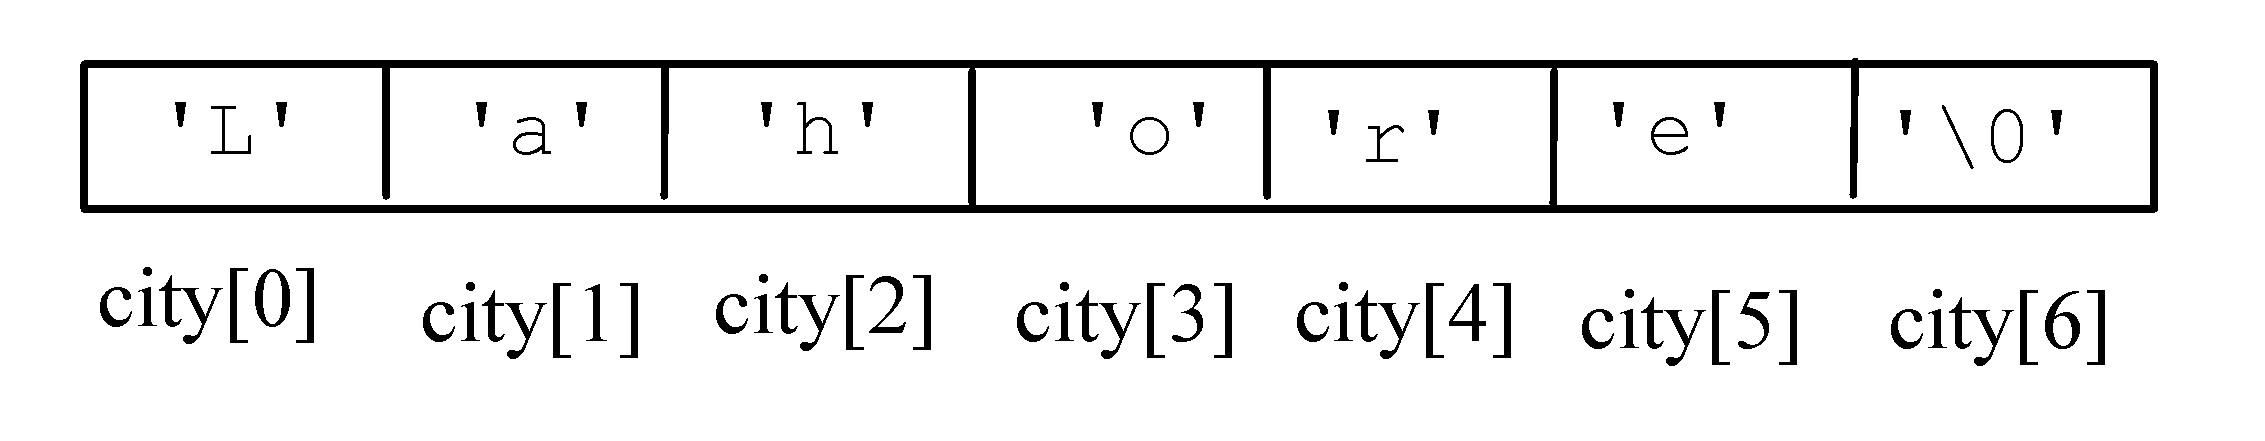 'L' 'a' 'h' 'o' 'r' 'e' '\0'
city[0] city[1] city[2] city[3] city[4] city[5] city[6]